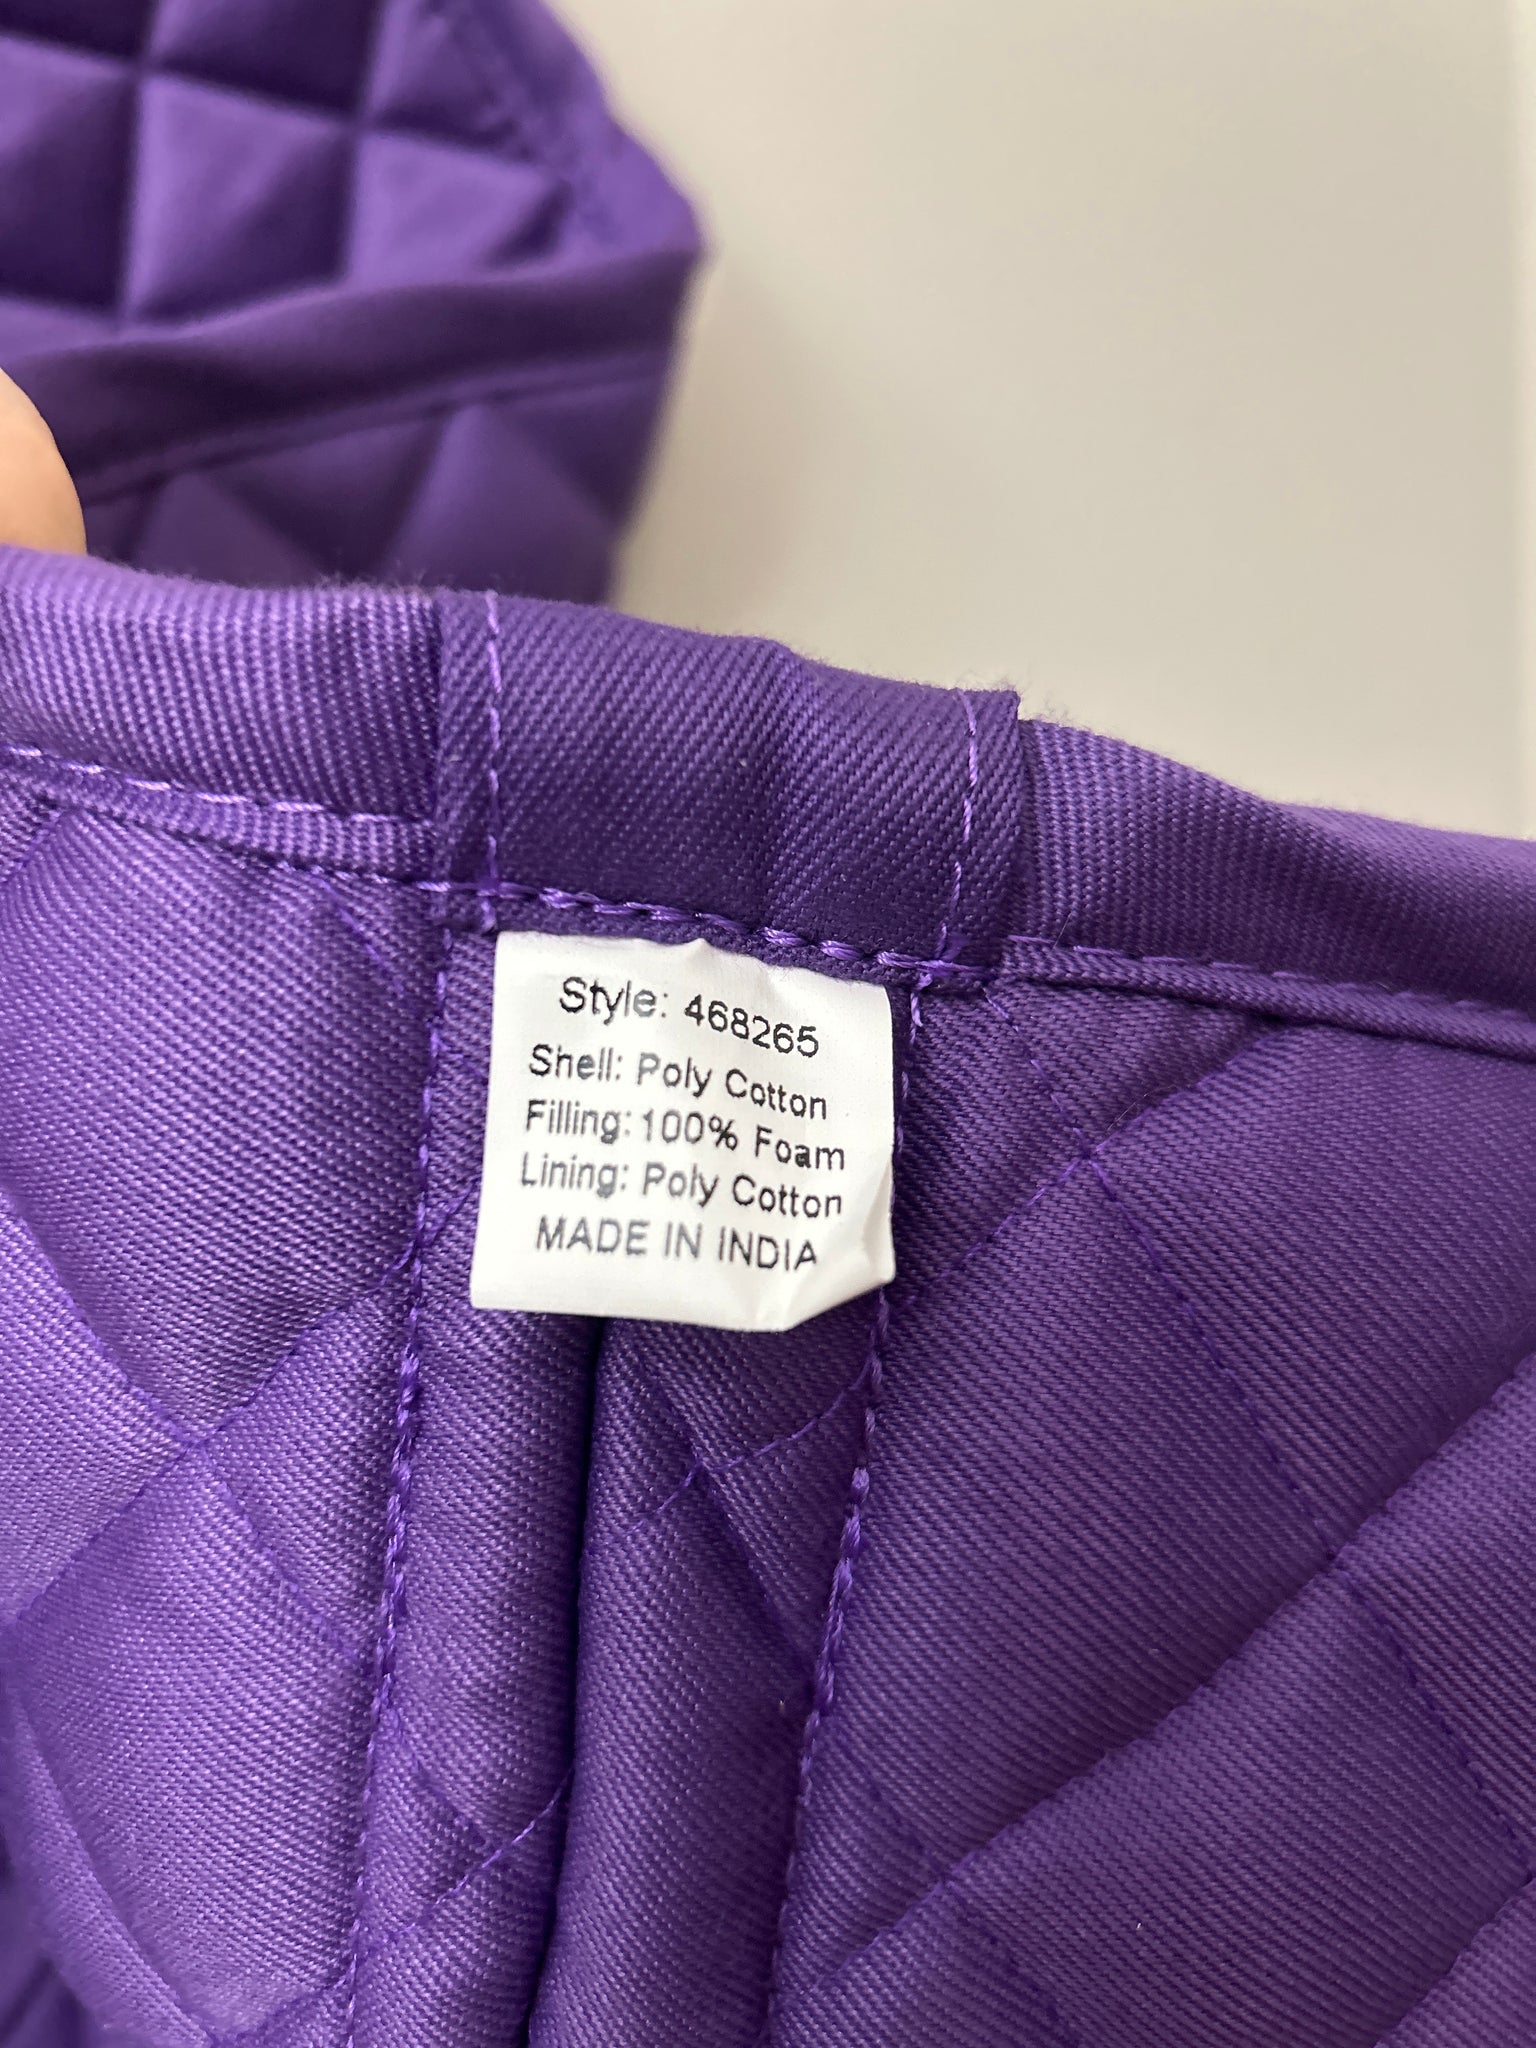 Style: 468265
Shell: Poly Cotton
Filling: 100% Foam
Lining: Poly Cotton
MADE IN INDIA